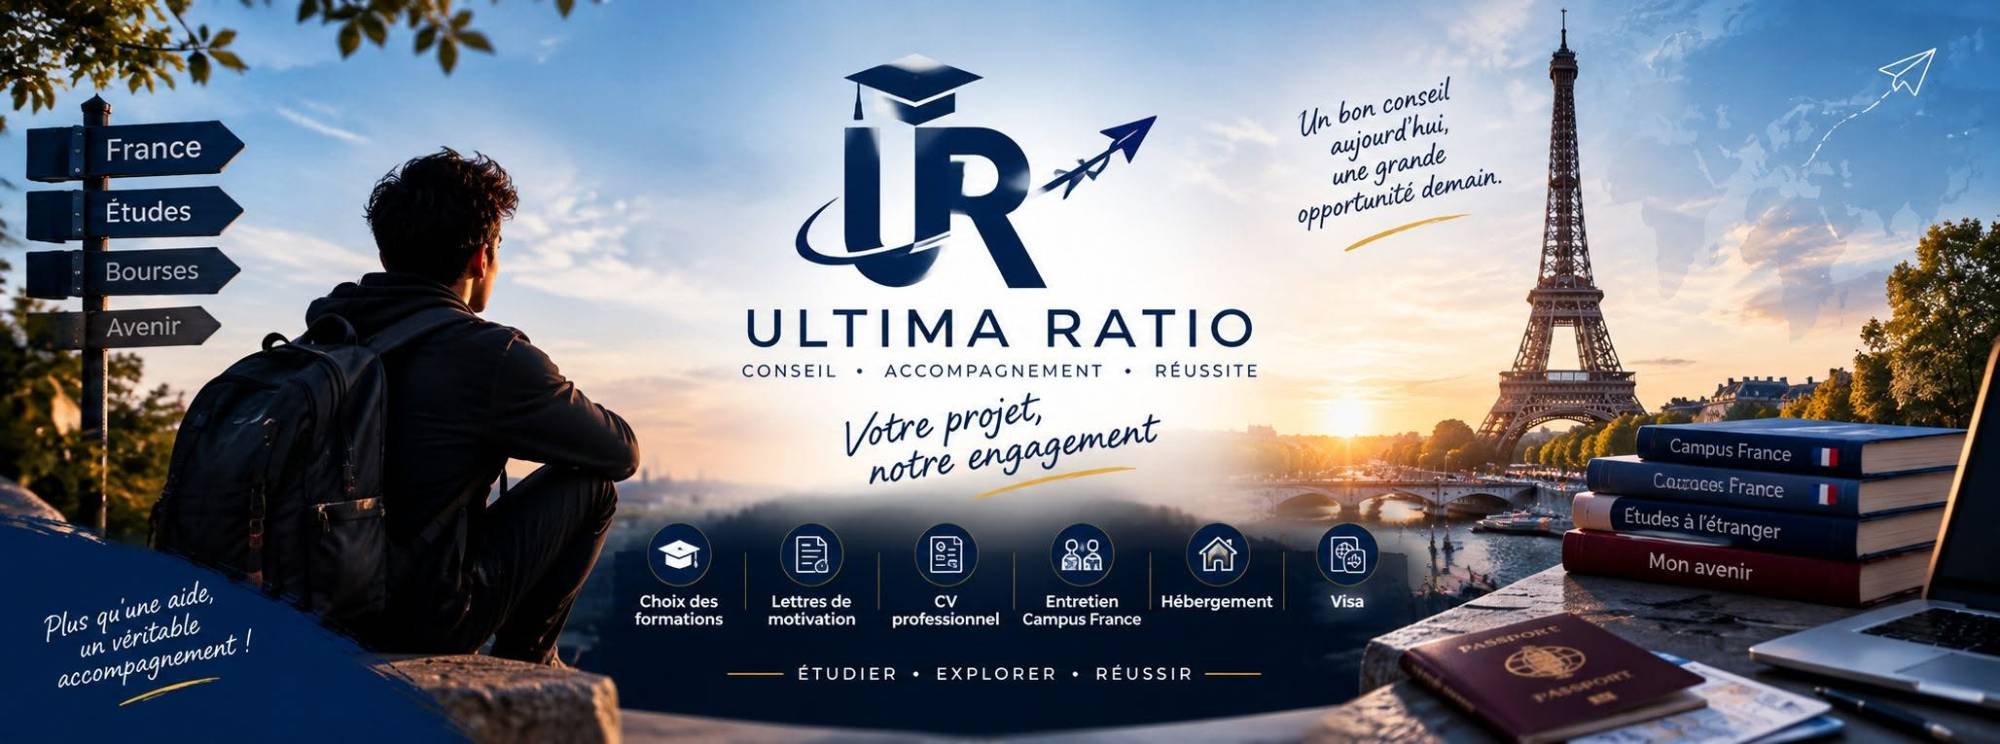 France
Études
Bourses
Avenir
UR
ULTIMA RATIO
CONSEIL • ACCOMPAGNEMENT • RÉUSSITE
Votre projet,
notre engagement
Un bon conseil
aujourd'hui,
une grande
opportunité demain.
Campus France
France
Études à l'étranger
Mon avenir
PASSPORT
PASSPORT
Choix des
formations
Lettres de
motivation
CV
professionnel
Entretien
Campus France
Hébergement
Visa
ÉTUDIER • EXPLORER • RÉUSSIR
Plus qu'une aide,
un véritable
accompagnement !